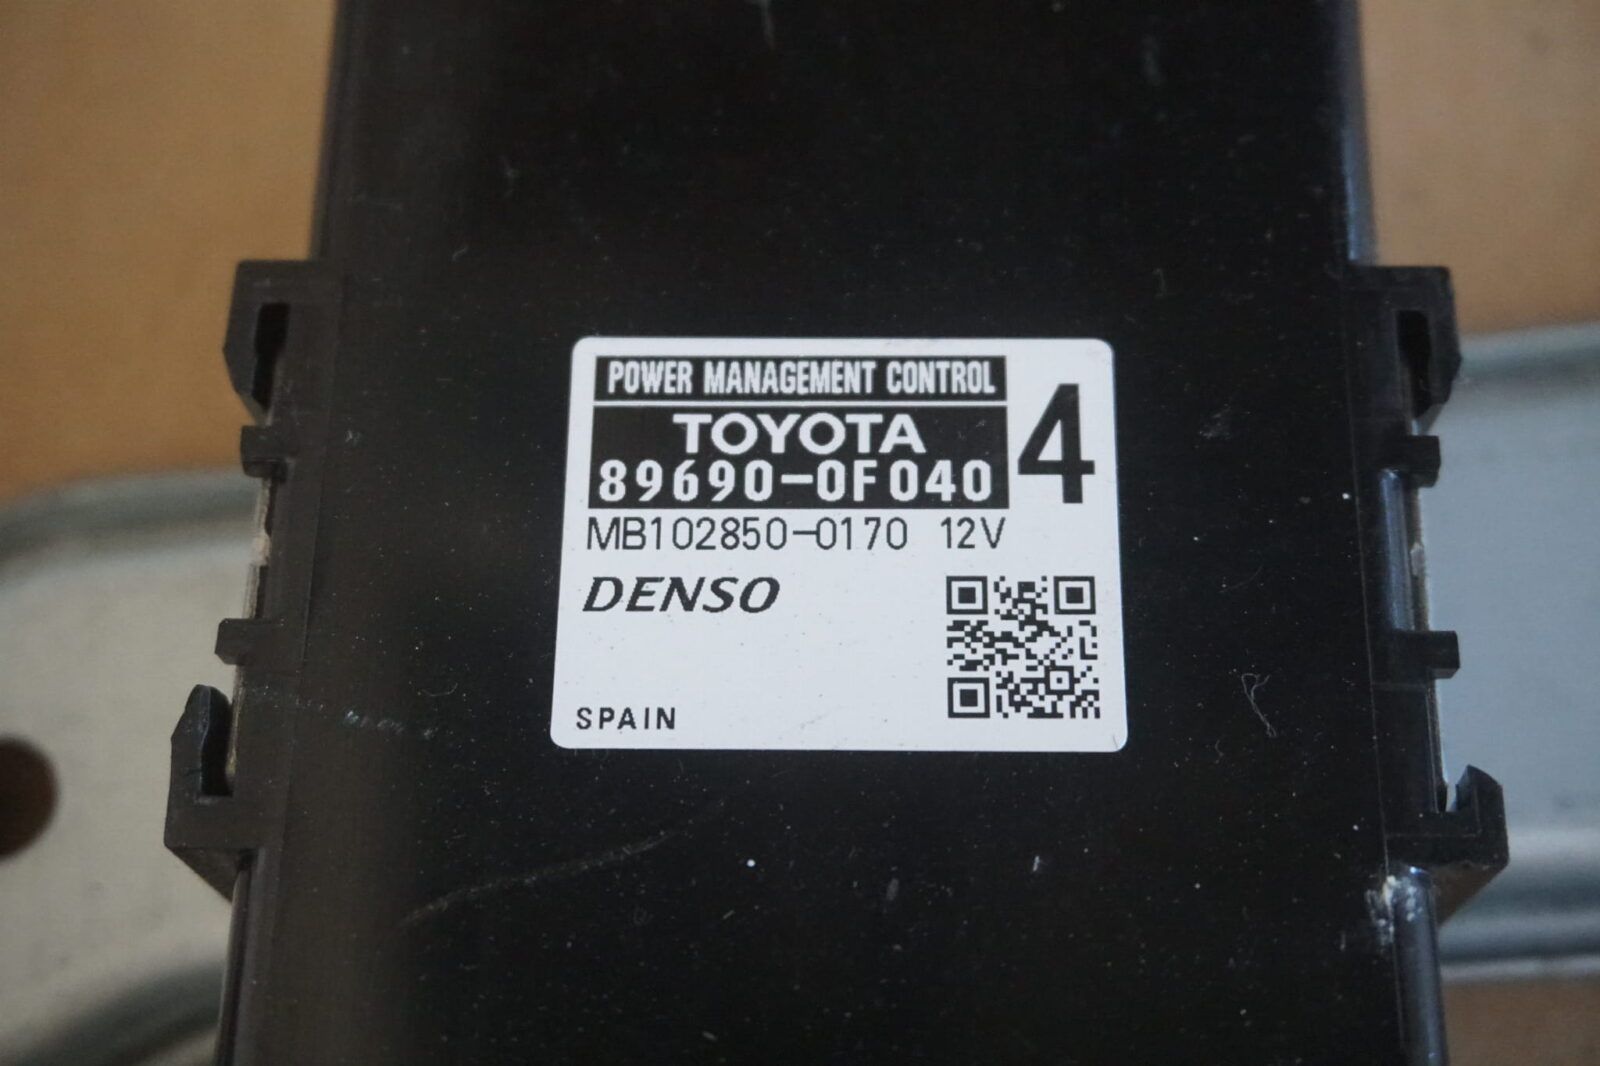 POWER MANAGEMENT CONTROL
TOYOTA
89690-0F040
4
MB102850-0170 12V
DENSO
SPAIN